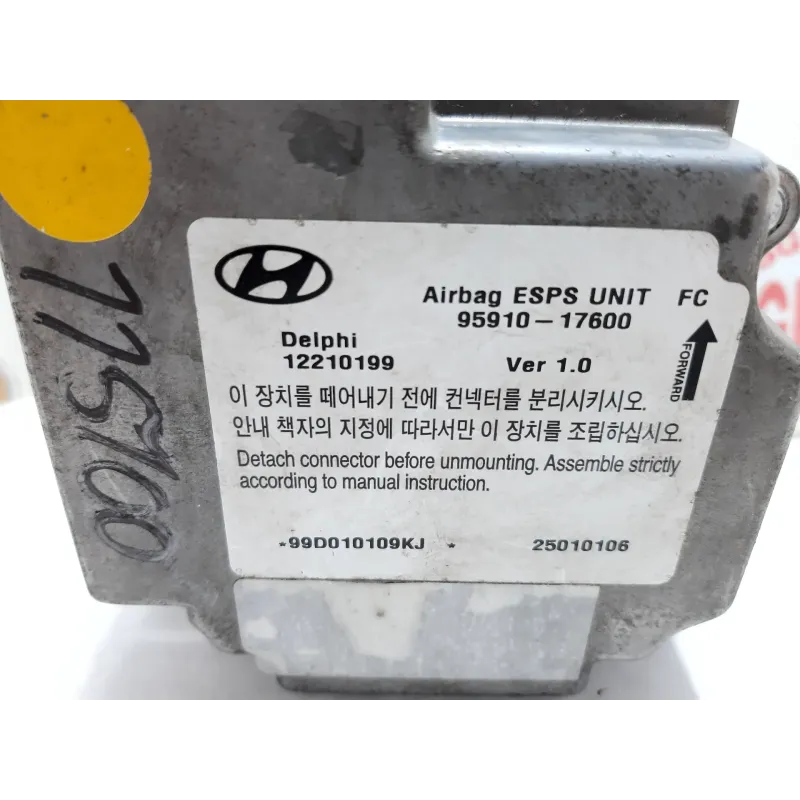 Airbag ESPS UNIT FC
95910-17600
Delphi
12210199
Ver 1.0
FORWARD
이 장치를 떼어내기 전에 컨넥터를 분리시키시오.
안내 책자의 지정에 따라서만 이 장치를 조립하십시오.
Detach connector before unmounting. Assemble strictly
according to manual instruction.
*99D010109KJ *
25010106